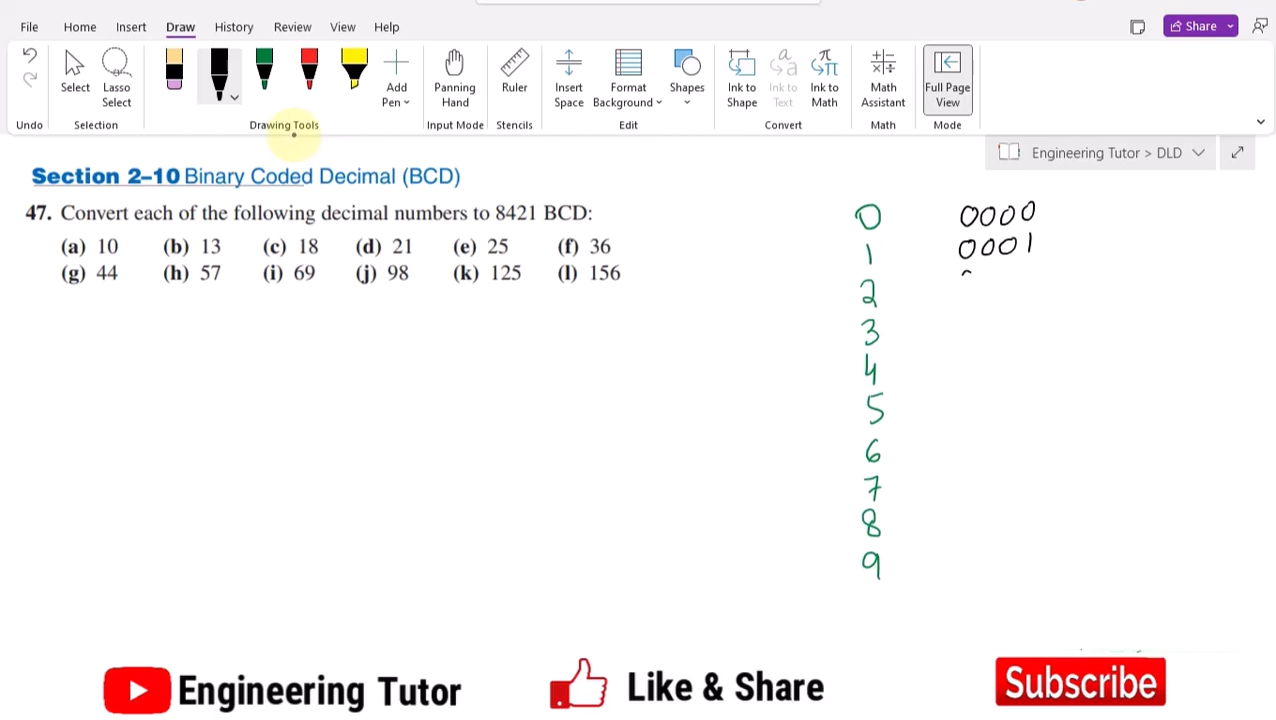 File Home Insert Draw History Review View Help Share
Undo Select Lasso Select Add Pen Panning Hand Ruler Insert Space Format Background Shapes Ink to Shape Ink to Text Ink to Math Math Assistant Full Page View
Undo Selection Drawing Tools Input Mode Stencils Edit Convert Math Mode
Engineering Tutor > DLD
Section 2–10 Binary Coded Decimal (BCD)
47. Convert each of the following decimal numbers to 8421 BCD:
(a) 10 (b) 13 (c) 18 (d) 21 (e) 25 (f) 36
(g) 44 (h) 57 (i) 69 (j) 98 (k) 125 (l) 156
0 0000
1 0001
2
3
4
5
6
7
8
9
Engineering Tutor Like & Share Subscribe